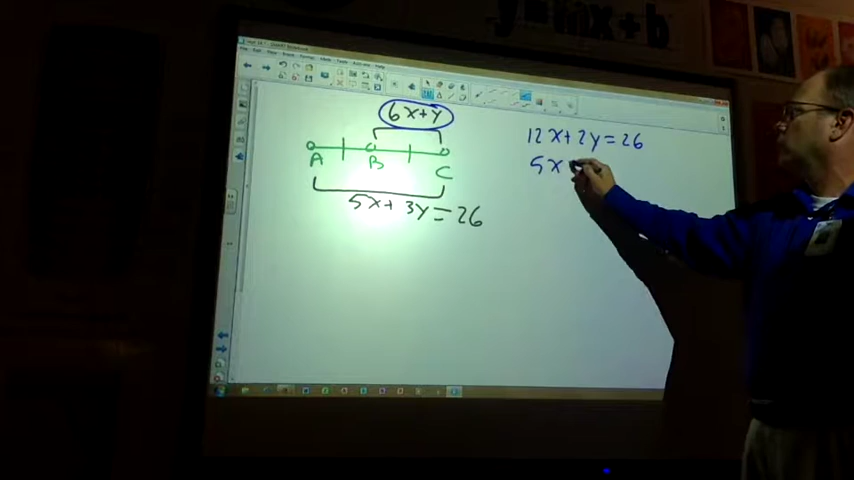 y=mx+b
6x+y
A B C
5x+ 3y=26
12x+2y=26
5x